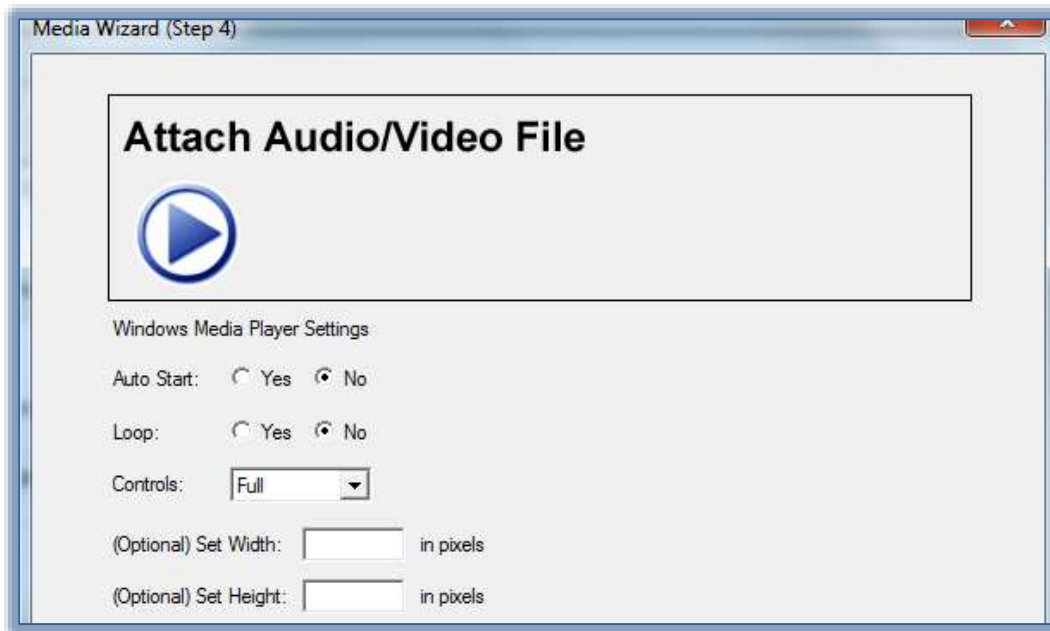 Media Wizard (Step 4)
Attach Audio/Video File
Windows Media Player Settings
Auto Start: Yes No
Loop: Yes No
Controls: Full
(Optional) Set Width: in pixels
(Optional) Set Height: in pixels